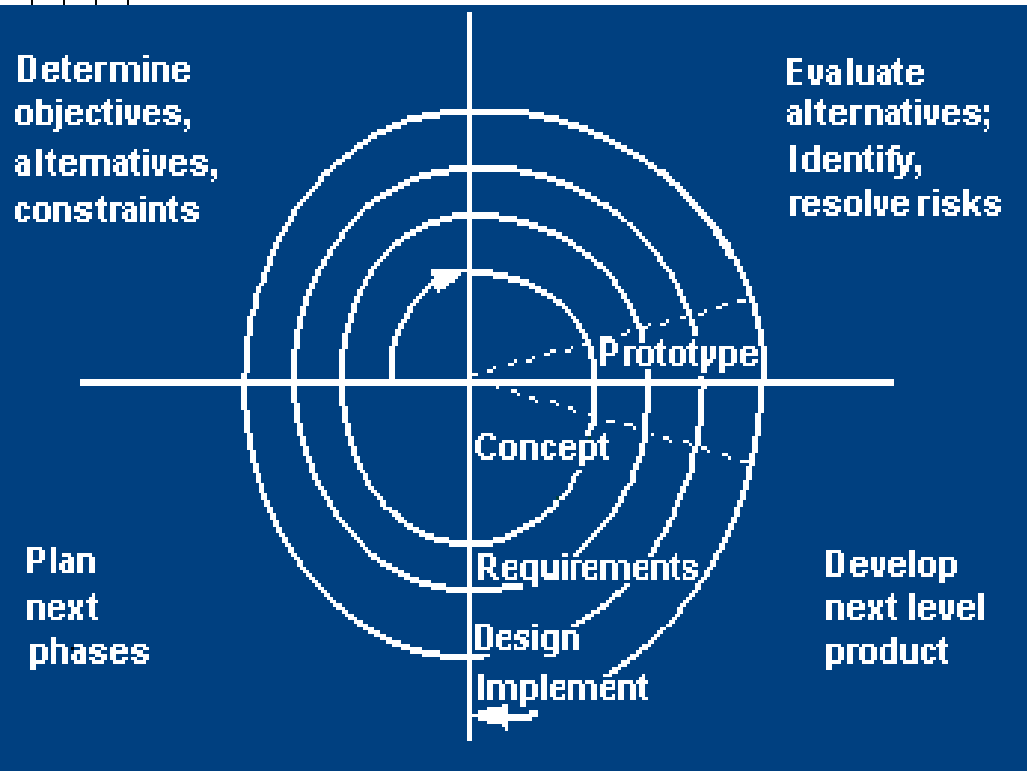 Determine
objectives,
alternatives,
constraints
Evaluate
alternatives;
Identify,
resolve risks
Prototype
Concept
Requirements
Design
Implement
Plan
next
phases
Develop
next level
product